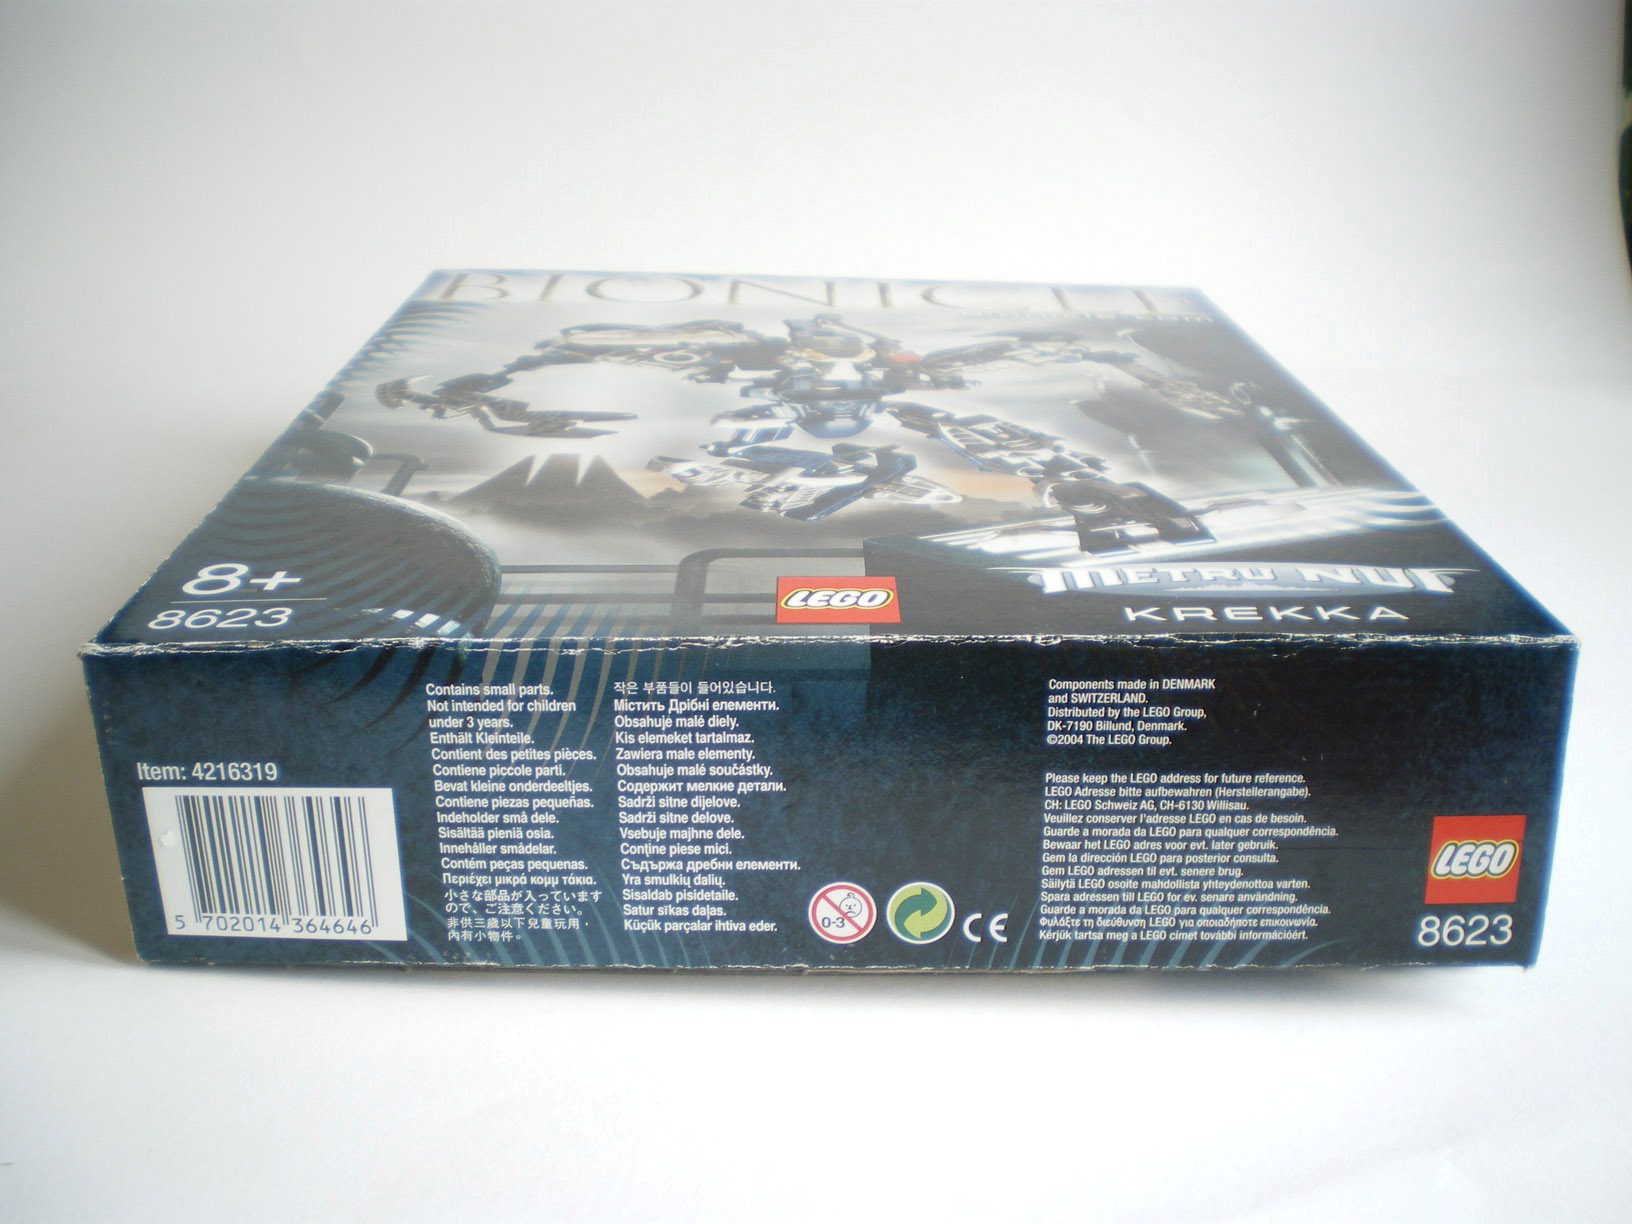 BIONICLE
8+
8623
LEGO
METRU NUI
KREKKA
Item: 4216319
5 702014 364646
Contains small parts.
Not intended for children
under 3 years.
Enthält Kleinteile.
Contient des petites pièces.
Contiene piccole parti.
Bevat kleine onderdeeltjes.
Contiene piezas pequeñas.
Indeholder små dele.
Sisältää pieniä osia.
Innehåller smådelar.
Contém peças pequenas.
Περιέχει μικρά κομμ τάκια.
小さな部品が入っています
ので、ご注意ください。
非供三歳以下兒童玩用，
內有小物件。
작은 부품들이 들어있습니다.
Містить Дрібні елементи.
Obsahuje malé diely.
Kis elemeket tartalmaz.
Zawiera małe elementy.
Obsahuje malé součástky.
Содержит мелкие детали.
Sadrži sitne dijelove.
Sadrži sitne delove.
Vsebuje majhne dele.
Conţine piese mici.
Съдържа дребни елементи.
Yra smulkių dalių.
Sisaldab pisidetaile.
Satur sīkas daļas.
Küçük parçalar ihtiva eder.
0-3
CE
Components made in DENMARK
and SWITZERLAND.
Distributed by the LEGO Group,
DK-7190 Billund, Denmark.
©2004 The LEGO Group.
Please keep the LEGO address for future reference.
LEGO Adresse bitte aufbewahren (Herstellerangabe).
CH: LEGO Schweiz AG, CH-6130 Willisau.
Veuillez conserver l'adresse LEGO en cas de besoin.
Guarde a morada da LEGO para qualquer correspondência.
Bewaar het LEGO adres voor evt. later gebruik.
Gem la dirección LEGO para posterior consulta.
Gem LEGO adressen til evt. senere brug.
Säilytä LEGO osoite mahdollista yhteydenottoa varten.
Spara adressen till LEGO for ev. senare användning.
Guarde a morada da LEGO para qualquer correspondência.
Φυλάξτε τη διεύθυνση LEGO για οποιαδήποτε επικοινωνία.
Kérjük tartsa meg a LEGO címet további információért.
LEGO
8623